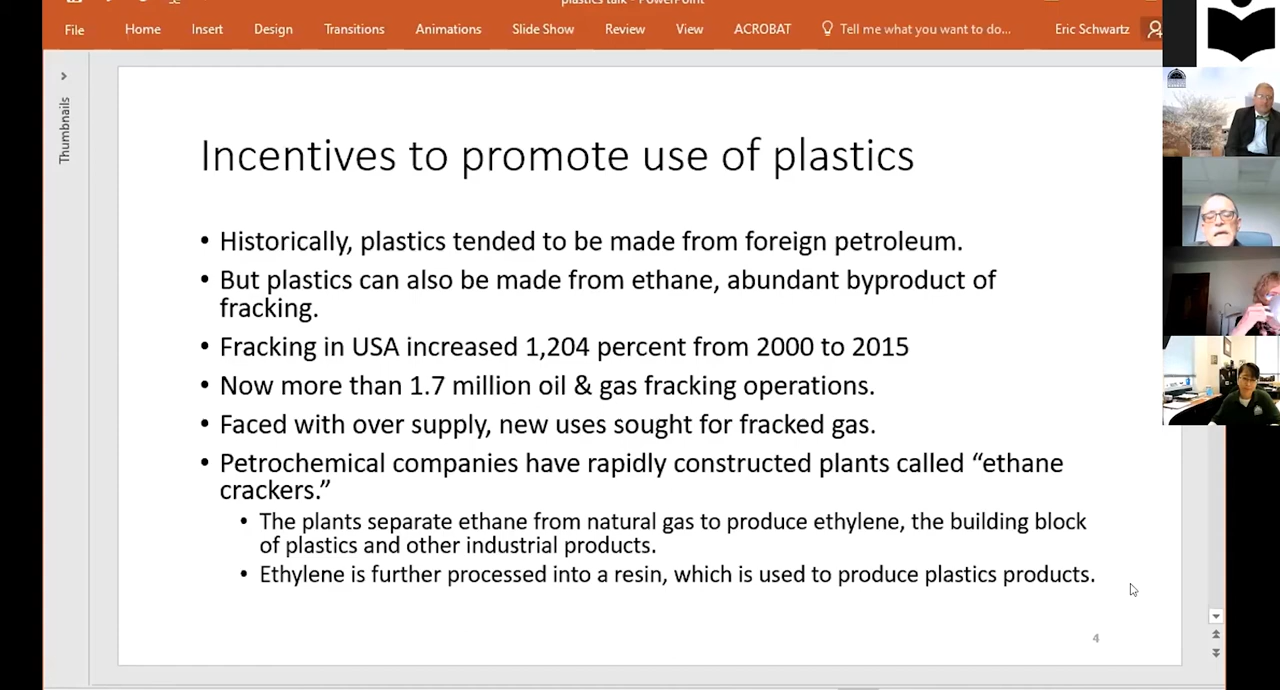 plastics talk - PowerPoint
File Home Insert Design Transitions Animations Slide Show Review View ACROBAT Tell me what you want to do... Eric Schwartz
Thumbnails
Incentives to promote use of plastics
• Historically, plastics tended to be made from foreign petroleum.
• But plastics can also be made from ethane, abundant byproduct of
fracking.
• Fracking in USA increased 1,204 percent from 2000 to 2015
• Now more than 1.7 million oil & gas fracking operations.
• Faced with over supply, new uses sought for fracked gas.
• Petrochemical companies have rapidly constructed plants called “ethane
crackers.”
• The plants separate ethane from natural gas to produce ethylene, the building block
of plastics and other industrial products.
• Ethylene is further processed into a resin, which is used to produce plastics products.
4